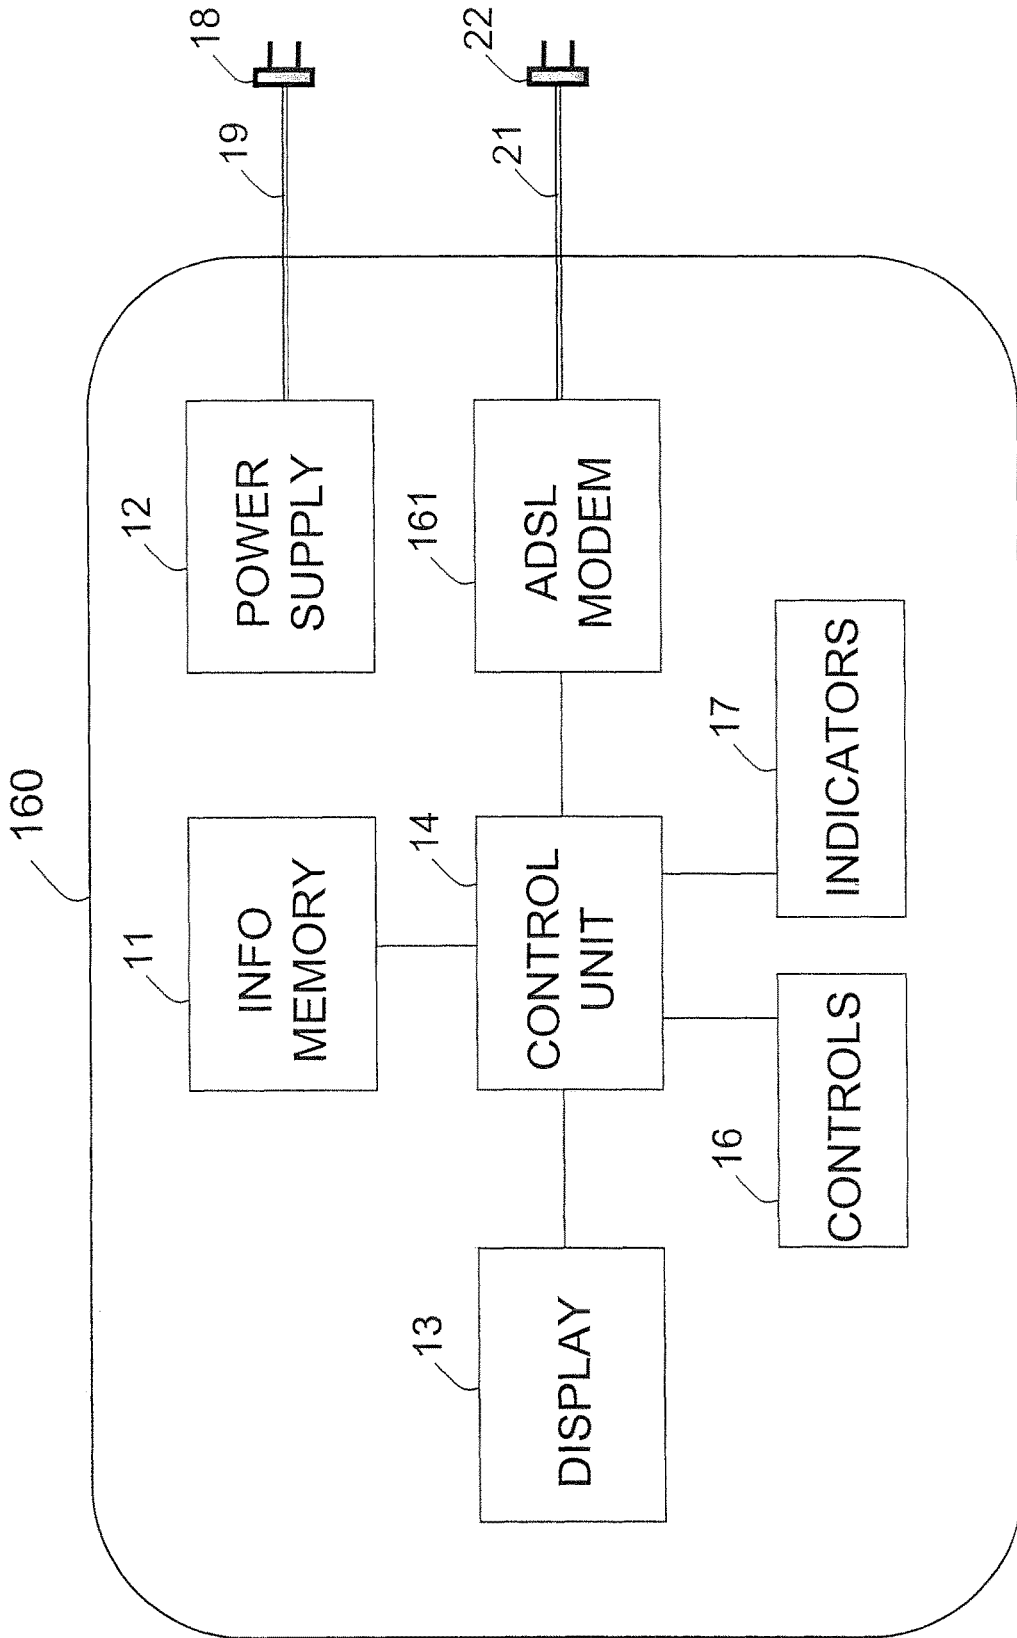 160
11
INFO
MEMORY
12
POWER
SUPPLY
19
18
13
DISPLAY
14
CONTROL
UNIT
161
ADSL
MODEM
21
22
16
CONTROLS
17
INDICATORS